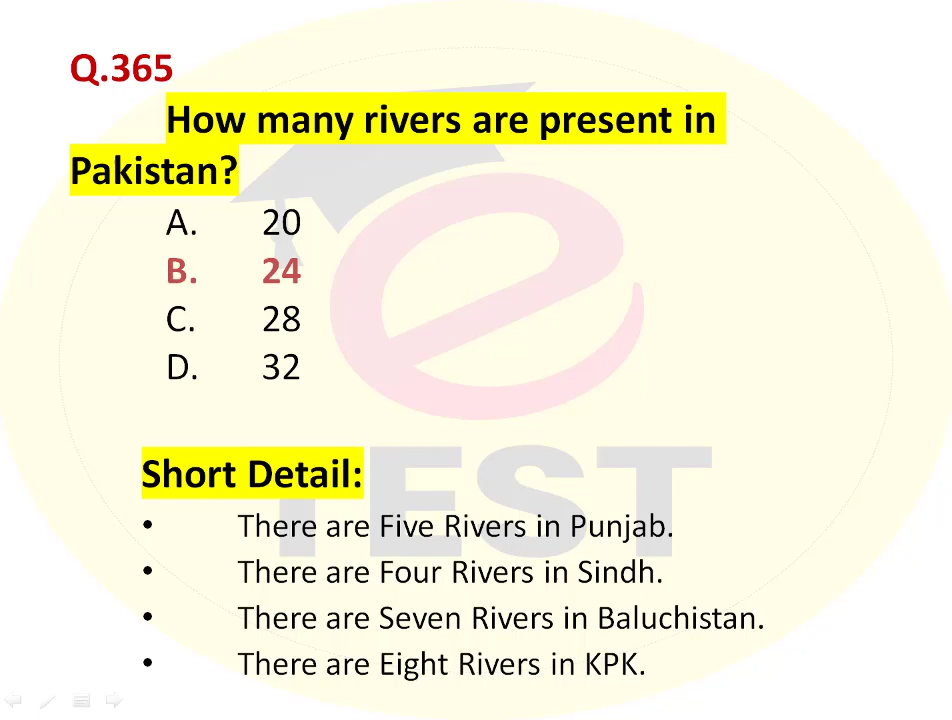 Q.365
How many rivers are present in
Pakistan?
A. 20
B. 24
C. 28
D. 32
Short Detail:
• There are Five Rivers in Punjab.
• There are Four Rivers in Sindh.
• There are Seven Rivers in Baluchistan.
• There are Eight Rivers in KPK.
e
TEST